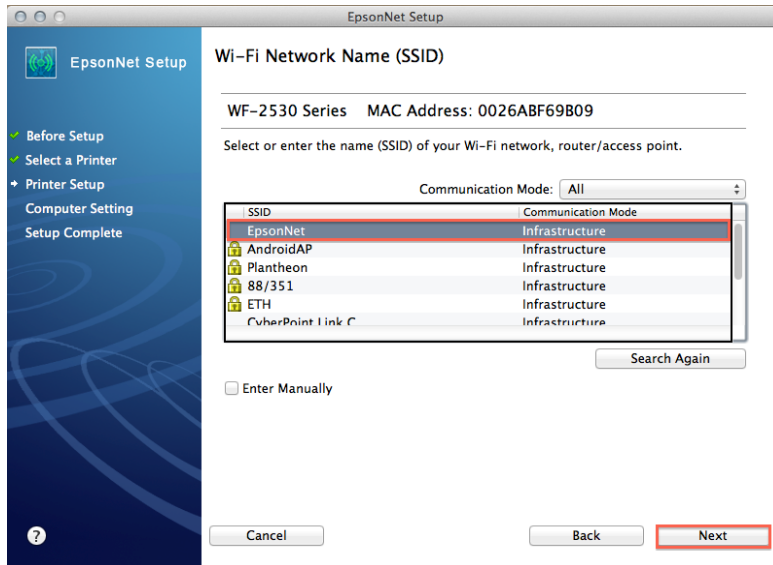 EpsonNet Setup
EpsonNet Setup
Before Setup
Select a Printer
Printer Setup
Computer Setting
Setup Complete
?
Wi-Fi Network Name (SSID)
WF-2530 Series MAC Address: 0026ABF69B09
Select or enter the name (SSID) of your Wi-Fi network, router/access point.
Communication Mode: All
SSID Communication Mode
EpsonNet Infrastructure
AndroidAP Infrastructure
Plantheon Infrastructure
88/351 Infrastructure
ETH Infrastructure
CyberPoint Link C Infrastructure
Search Again
Enter Manually
Cancel Back Next